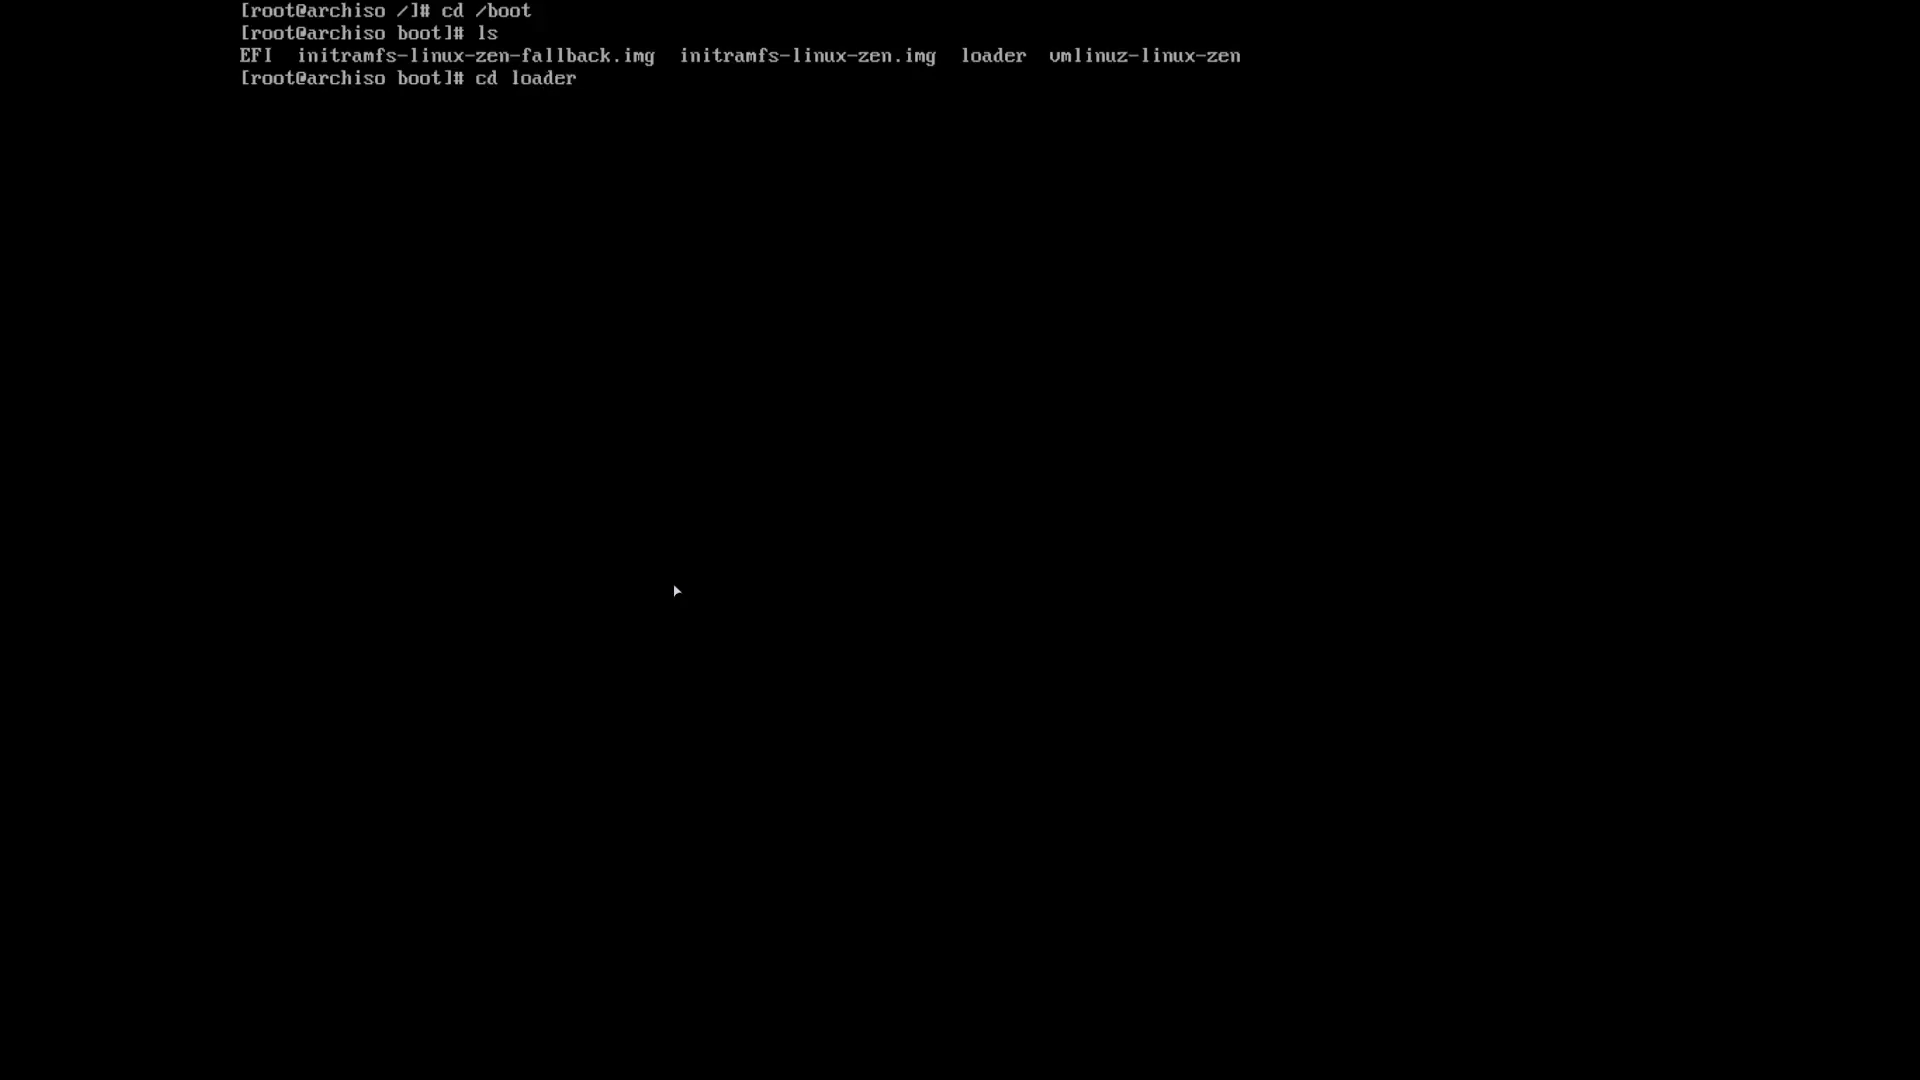 [root@archiso /]# cd /boot
[root@archiso boot]# ls
EFI  initramfs-linux-zen-fallback.img  initramfs-linux-zen.img  loader  vmlinuz-linux-zen
[root@archiso boot]# cd loader